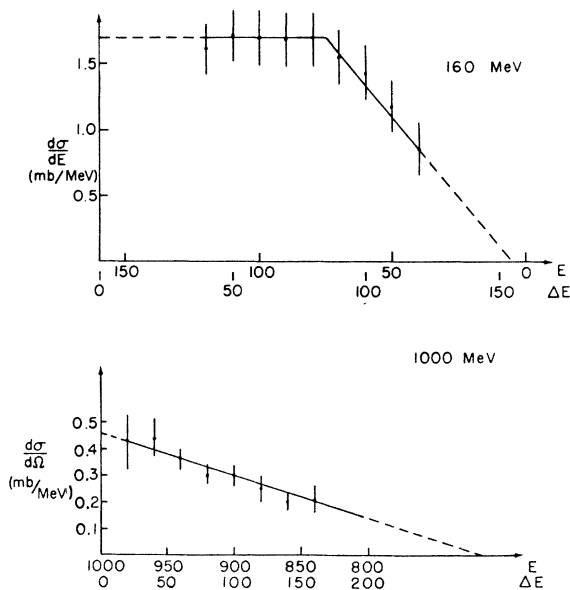 160 MeV
1.5
1.0
0.5
dσ
dE
(mb/MeV)
150 100 50 0 E
0 50 100 150 ΔE
1000 MeV
0.5
0.4
0.3
0.2
0.1
dσ
dΩ
(mb/MeV)
1000 950 900 850 800 E
0 50 100 150 200 ΔE